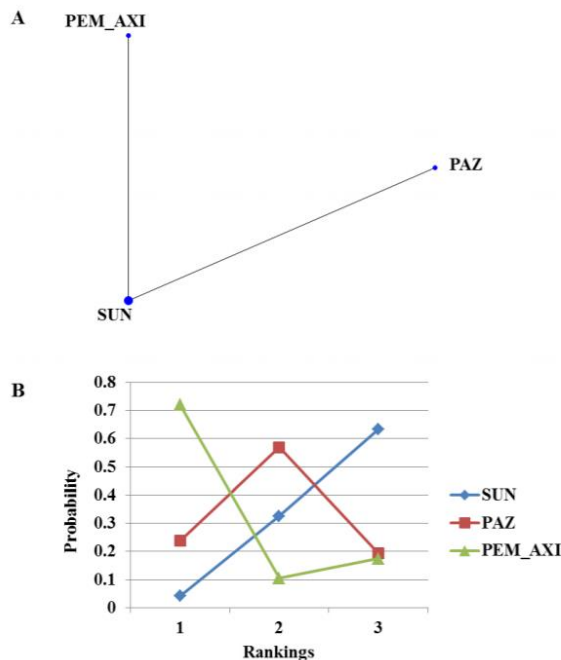 A
PEM_AXI
PAZ
SUN
B
0.8
0.7
0.6
0.5
0.4
0.3
0.2
0.1
0
Probability
1 2 3
Rankings
SUN
PAZ
PEM_AXI